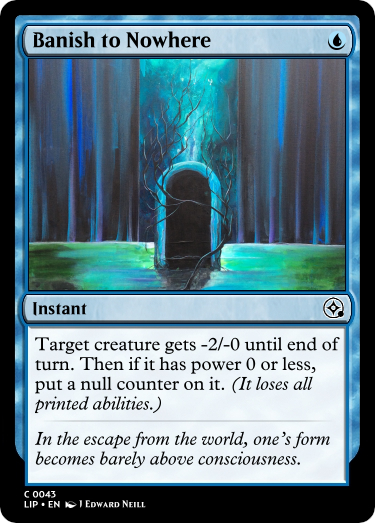 Banish to Nowhere
Instant
Target creature gets -2/-0 until end of
turn. Then if it has power 0 or less,
put a null counter on it. (It loses all
printed abilities.)
In the escape from the world, one's form
becomes barely above consciousness.
C 0043
LIP • EN J Edward Neill